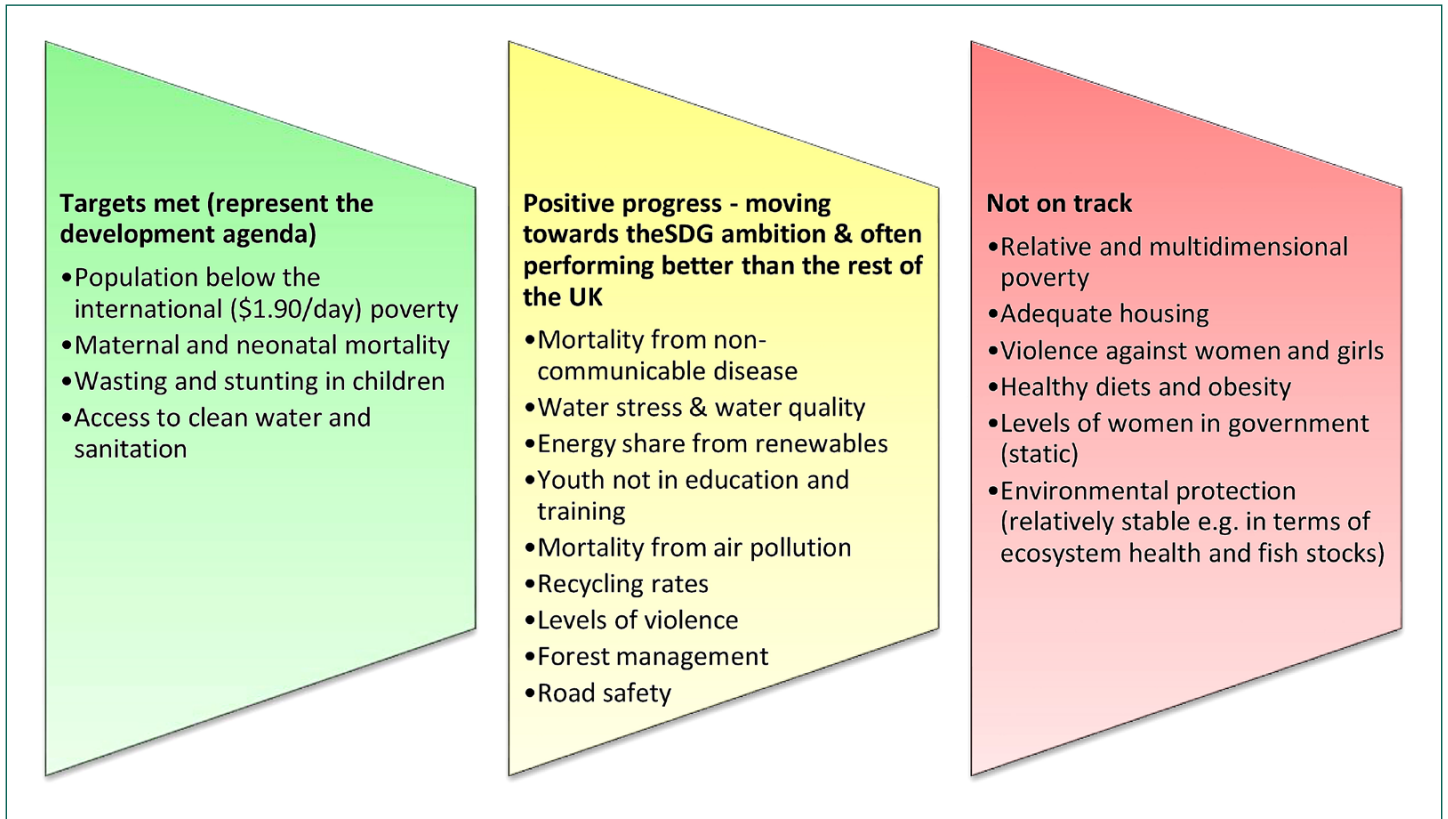 Targets met (represent the
development agenda)
•Population below the
international ($1.90/day) poverty
•Maternal and neonatal mortality
•Wasting and stunting in children
•Access to clean water and
sanitation
Positive progress - moving
towards theSDG ambition & often
performing better than the rest of
the UK
•Mortality from non-
communicable disease
•Water stress & water quality
•Energy share from renewables
•Youth not in education and
training
•Mortality from air pollution
•Recycling rates
•Levels of violence
•Forest management
•Road safety
Not on track
•Relative and multidimensional
poverty
•Adequate housing
•Violence against women and girls
•Healthy diets and obesity
•Levels of women in government
(static)
•Environmental protection
(relatively stable e.g. in terms of
ecosystem health and fish stocks)